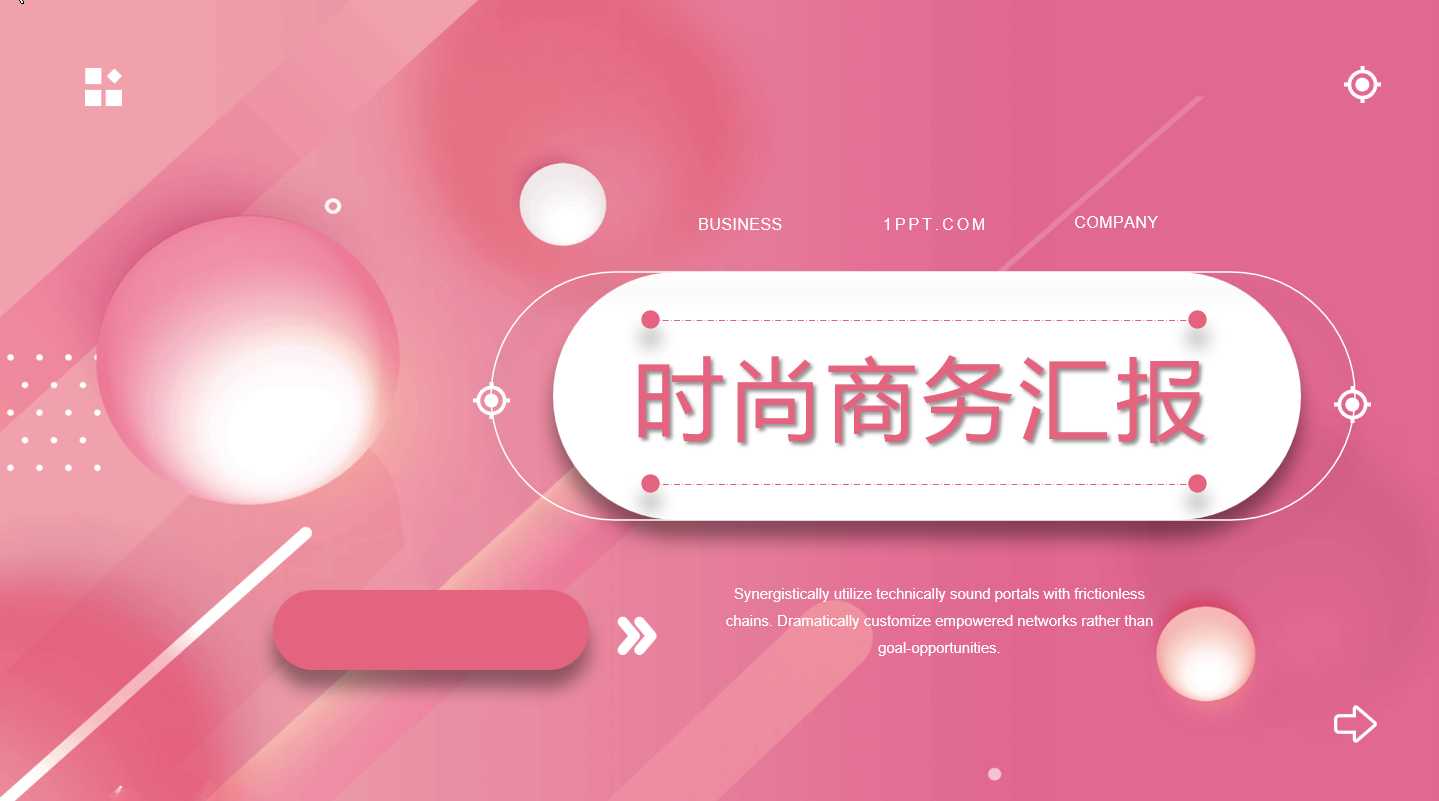 BUSINESS
1PPT.COM
COMPANY
时尚商务汇报
Synergistically utilize technically sound portals with frictionless
chains. Dramatically customize empowered networks rather than
goal-opportunities.